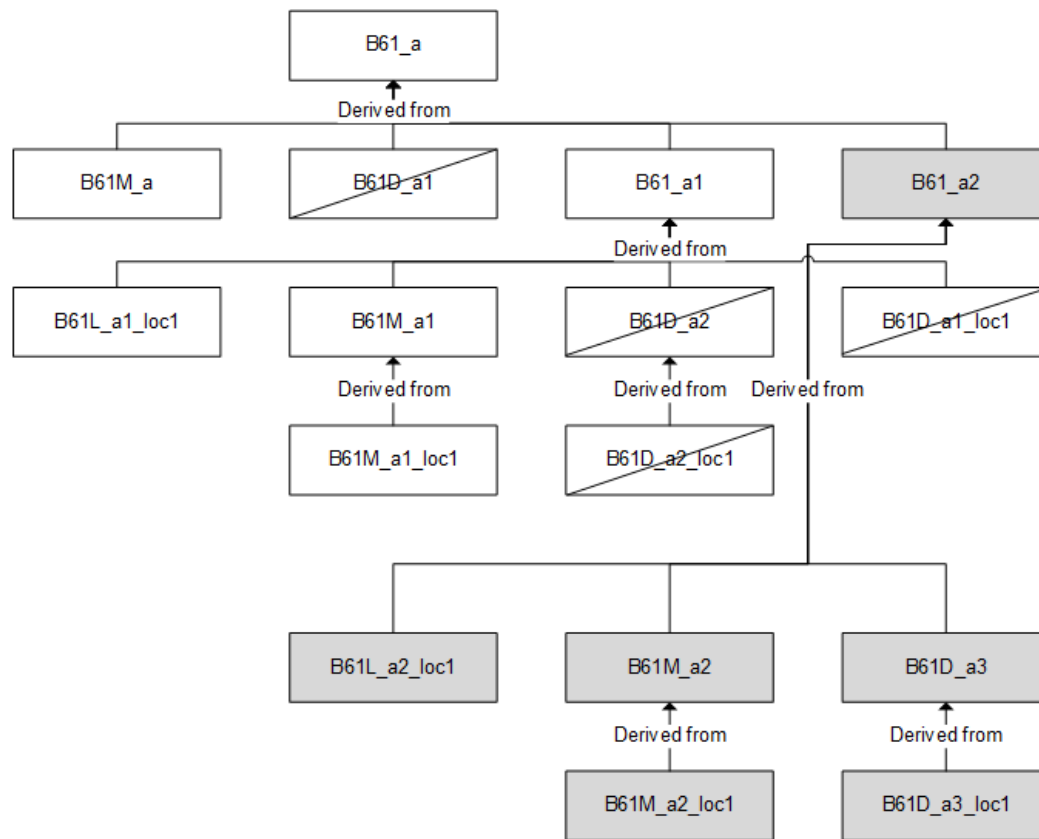 B61_a
Derived from
B61M_a
B61D_a1
B61_a1
B61_a2
Derived from
B61L_a1_loc1
B61M_a1
B61D_a2
B61D_a1_loc1
Derived from
Derived from
Derived from
B61M_a1_loc1
B61D_a2_loc1
B61L_a2_loc1
B61M_a2
B61D_a3
Derived from
Derived from
B61M_a2_loc1
B61D_a3_loc1